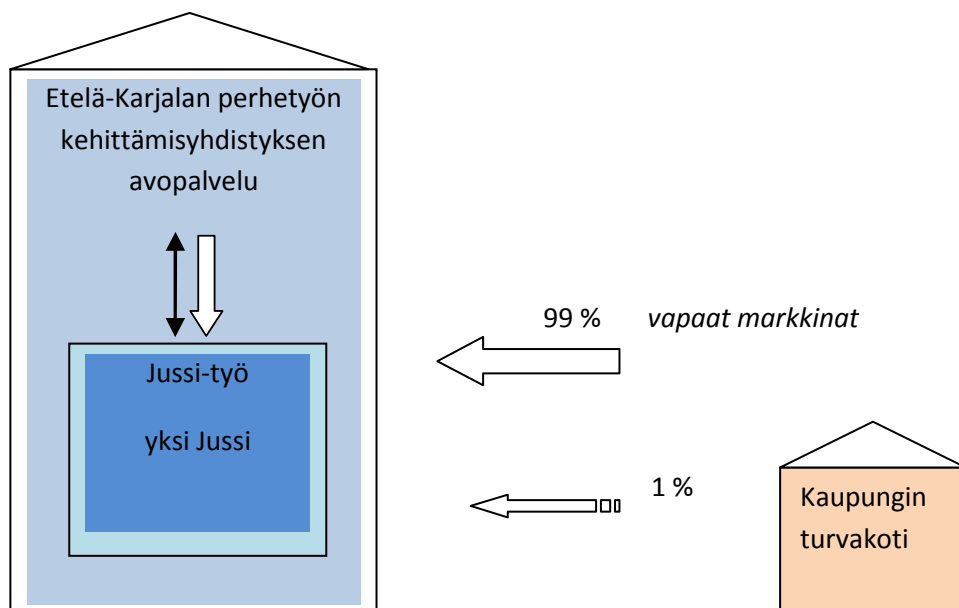 Etelä-Karjalan perhetyön
kehittämisyhdistyksen
avopalvelu
99 % vapaat markkinat
Jussi-työ
yksi Jussi
1 %
Kaupungin
turvakoti